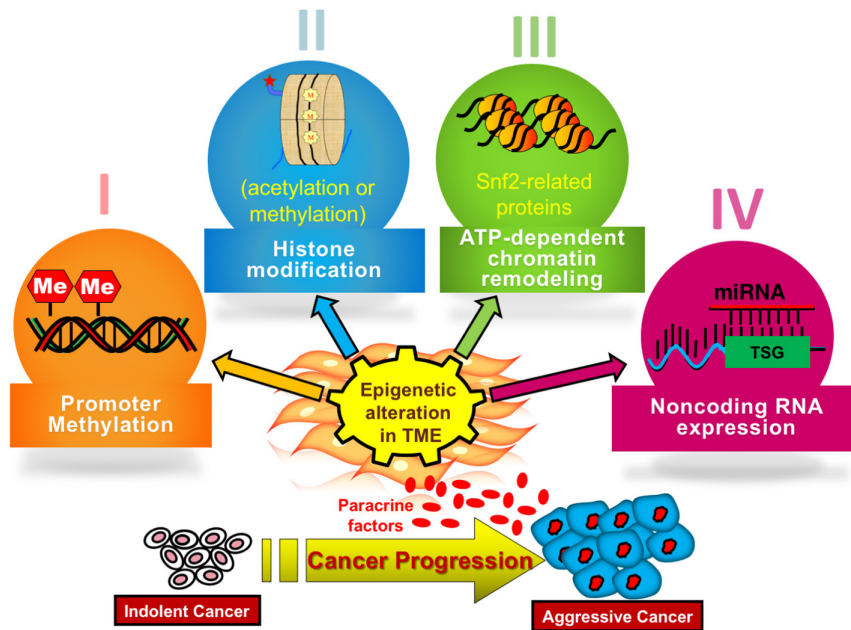 I
Me Me
Promoter
Methylation
II
M
M
M
(acetylation or
methylation)
Histone
modification
III
Snf2-related
proteins
ATP-dependent
chromatin
remodeling
IV
miRNA
TSG
Noncoding RNA
expression
Epigenetic
alteration
in TME
Paracrine
factors
Cancer Progression
Indolent Cancer
Aggressive Cancer